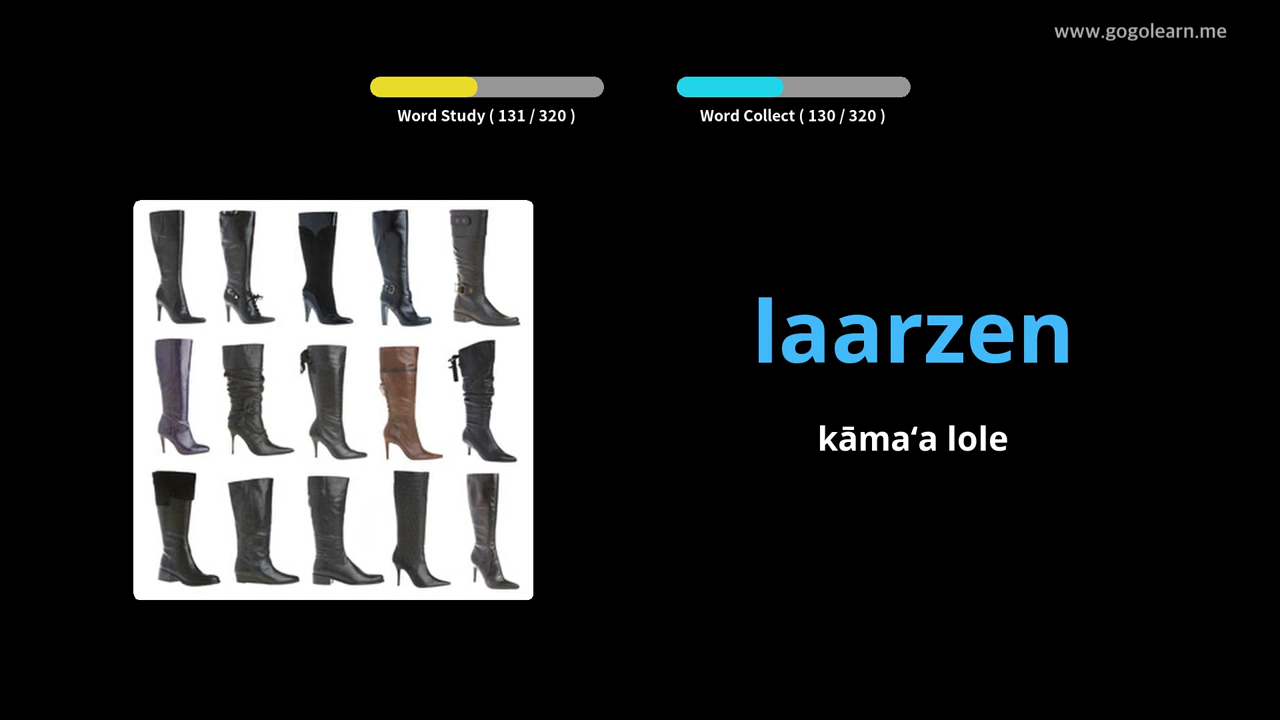 www.gogolearn.me
Word Study ( 131 / 320 )
Word Collect ( 130 / 320 )
laarzen
kāmaʻa lole